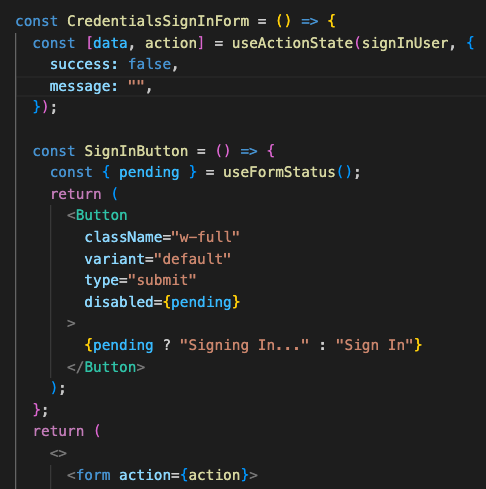 const CredentialsSignInForm = () => {
  const [data, action] = useActionState(signInUser, {
    success: false,
    message: "",
  });

  const SignInButton = () => {
    const { pending } = useFormStatus();
    return (
      <Button
        className="w-full"
        variant="default"
        type="submit"
        disabled={pending}
      >
        {pending ? "Signing In..." : "Sign In"}
      </Button>
    );
  };
  return (
    <>
      <form action={action}>